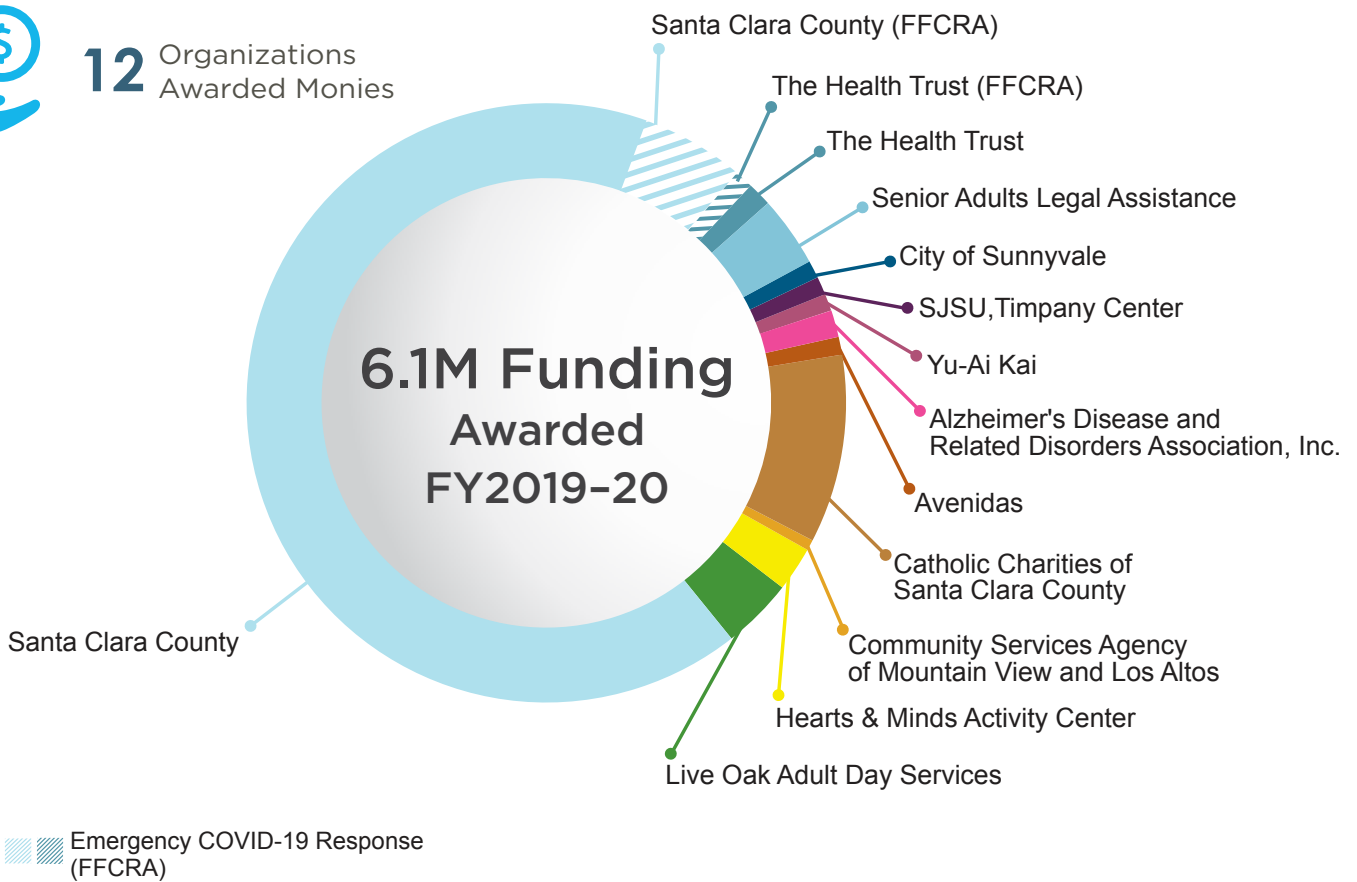 $
12 Organizations
Awarded Monies
Santa Clara County (FFCRA)
The Health Trust (FFCRA)
The Health Trust
Senior Adults Legal Assistance
City of Sunnyvale
SJSU,Timpany Center
Yu-Ai Kai
Alzheimer's Disease and
Related Disorders Association, Inc.
Avenidas
Catholic Charities of
Santa Clara County
Community Services Agency
of Mountain View and Los Altos
Hearts & Minds Activity Center
Live Oak Adult Day Services
Santa Clara County
6.1M Funding
Awarded
FY2019–20
Emergency COVID-19 Response
(FFCRA)